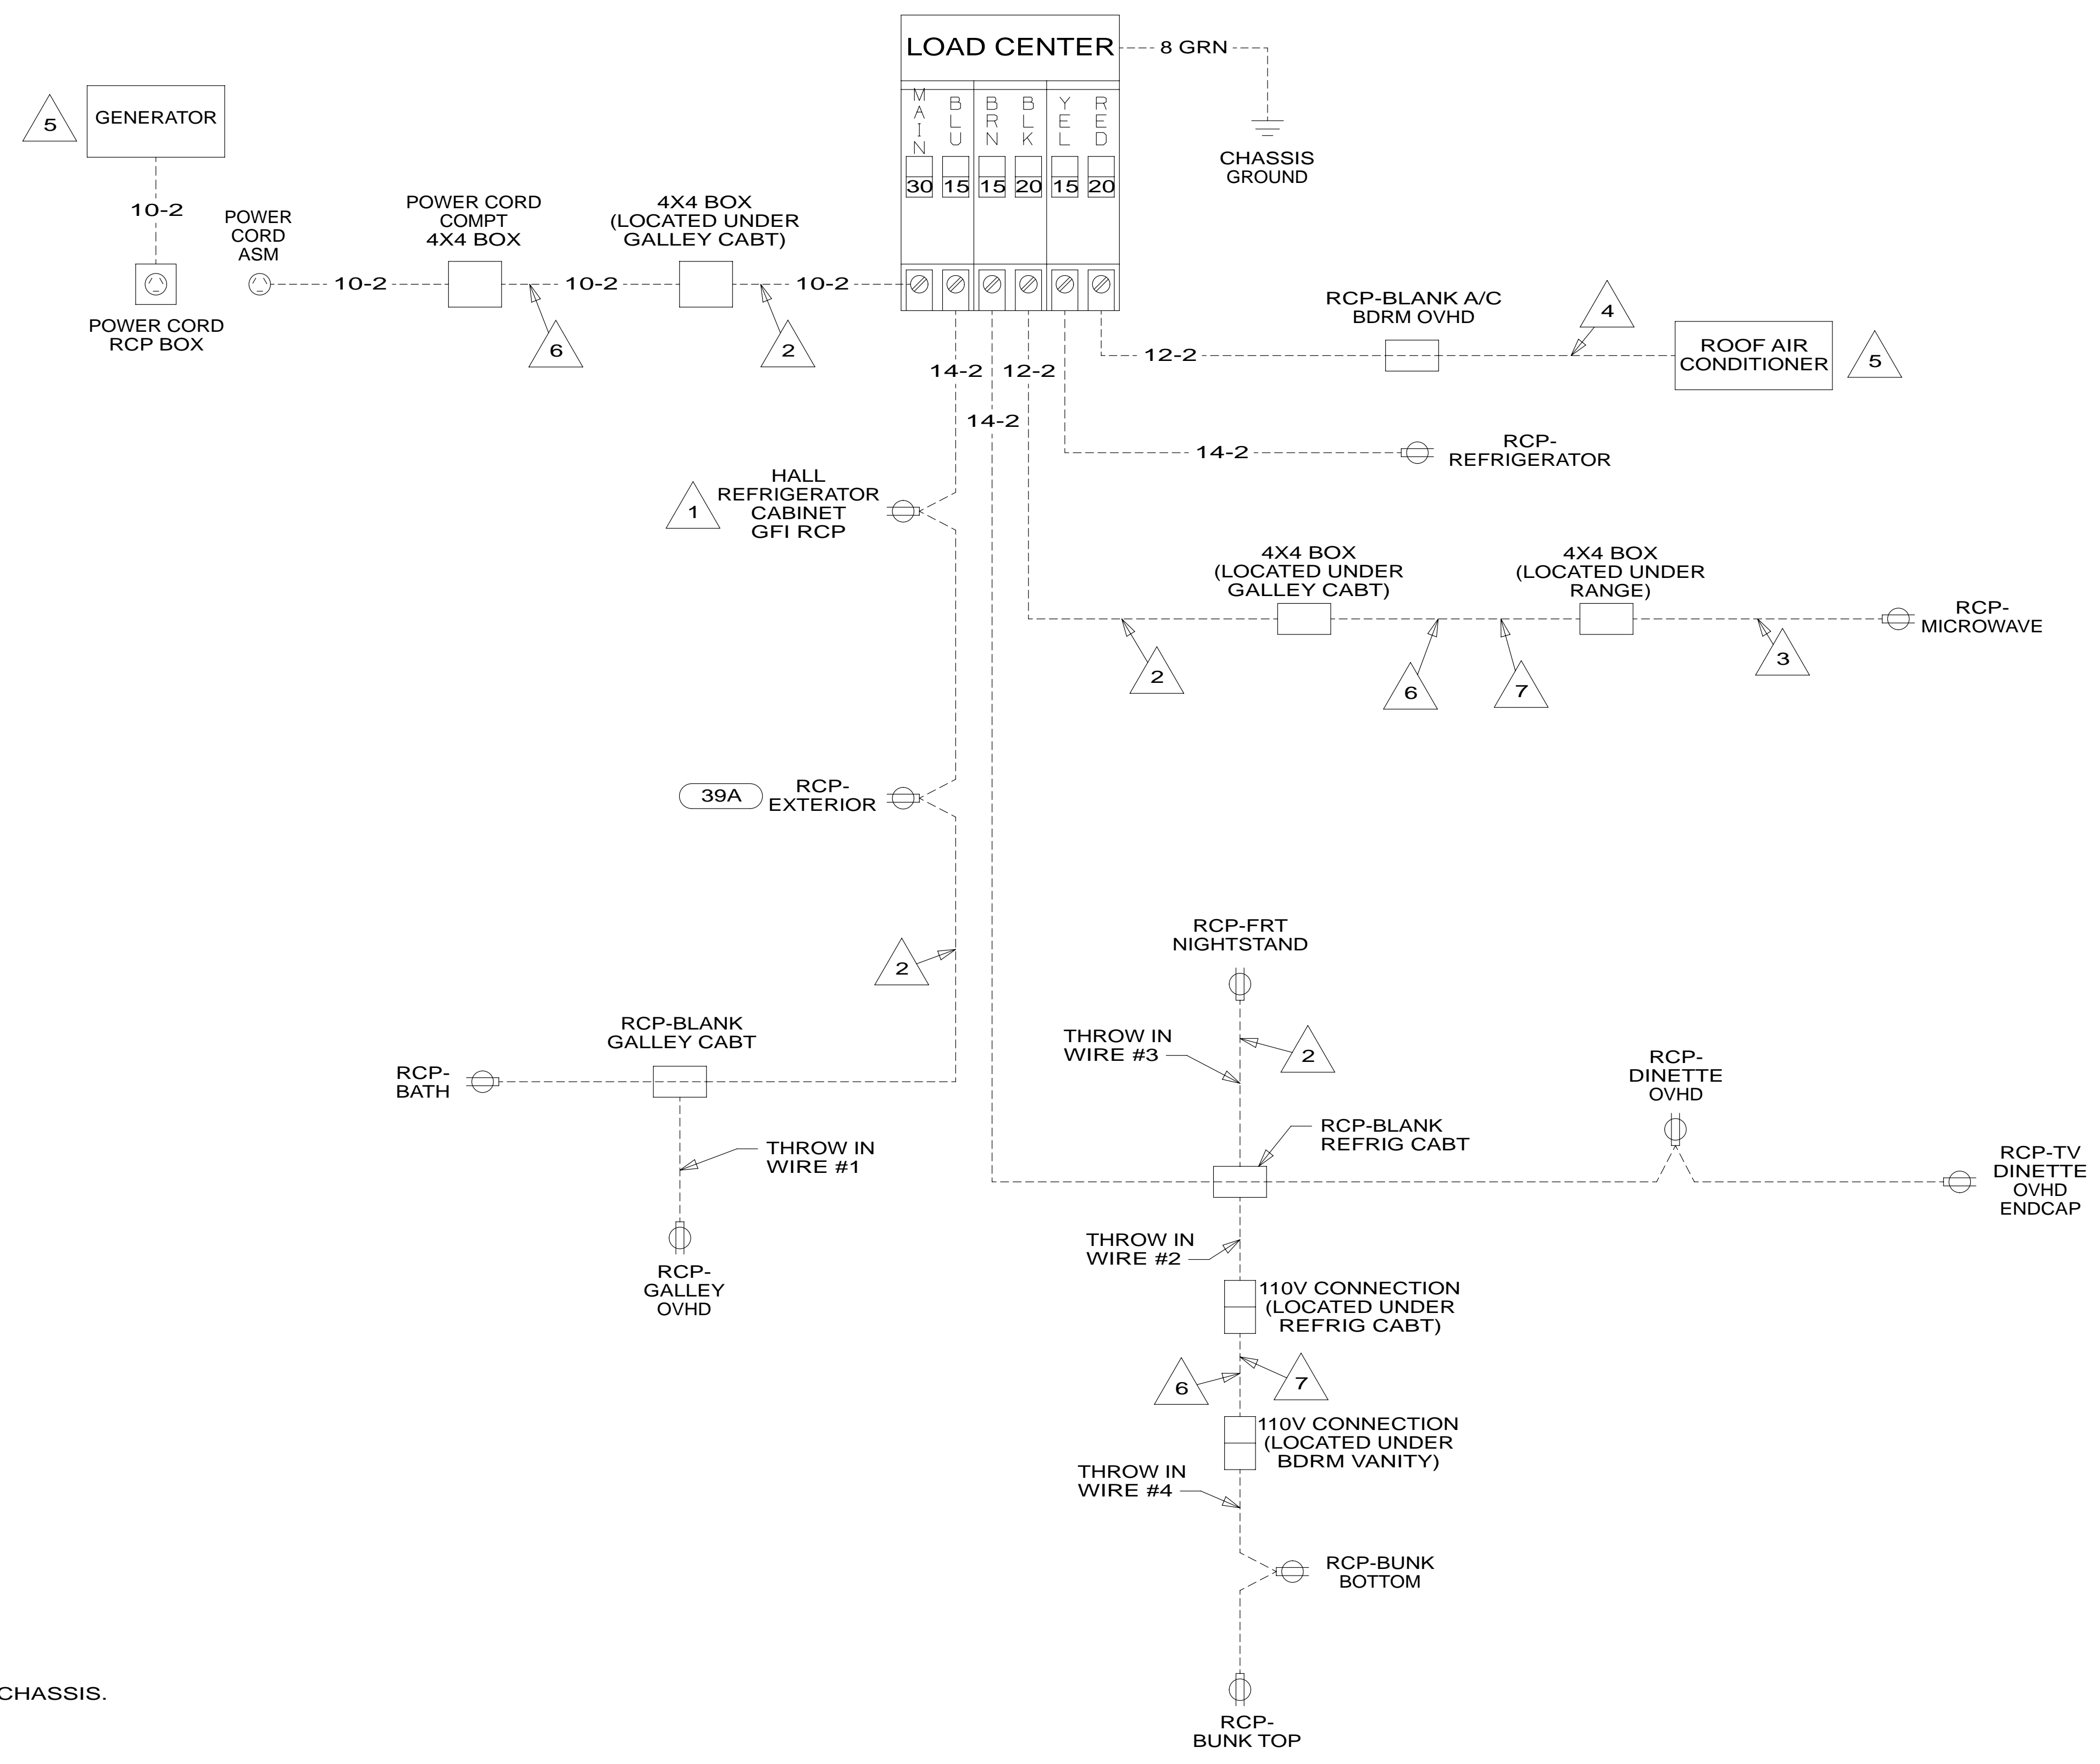 LOAD CENTER
8 GRN
MAIN
BLU
BRN
BLK
YEL
RED
30
15
15
20
15
20
CHASSIS
GROUND
5
GENERATOR
10-2
POWER CORD
RCP BOX
POWER
CORD
ASM
10-2
POWER CORD
COMPT
4X4 BOX
10-2
6
4X4 BOX
(LOCATED UNDER
GALLEY CABT)
10-2
2
14-2
12-2
14-2
12-2
RCP-BLANK A/C
BDRM OVHD
4
ROOF AIR
CONDITIONER
5
14-2
RCP-
REFRIGERATOR
1
HALL
REFRIGERATOR
CABINET
GFI RCP
4X4 BOX
(LOCATED UNDER
GALLEY CABT)
4X4 BOX
(LOCATED UNDER
RANGE)
RCP-
MICROWAVE
2
6
7
3
39A
RCP-
EXTERIOR
2
RCP-BLANK
GALLEY CABT
RCP-
BATH
THROW IN
WIRE #1
RCP-
GALLEY
OVHD
RCP-FRT
NIGHTSTAND
THROW IN
WIRE #3
2
RCP-BLANK
REFRIG CABT
RCP-
DINETTE
OVHD
RCP-TV
DINETTE
OVHD
ENDCAP
THROW IN
WIRE #2
110V CONNECTION
(LOCATED UNDER
REFRIG CABT)
6
7
110V CONNECTION
(LOCATED UNDER
BDRM VANITY)
THROW IN
WIRE #4
RCP-BUNK
BOTTOM
RCP-
BUNK TOP
CHASSIS.